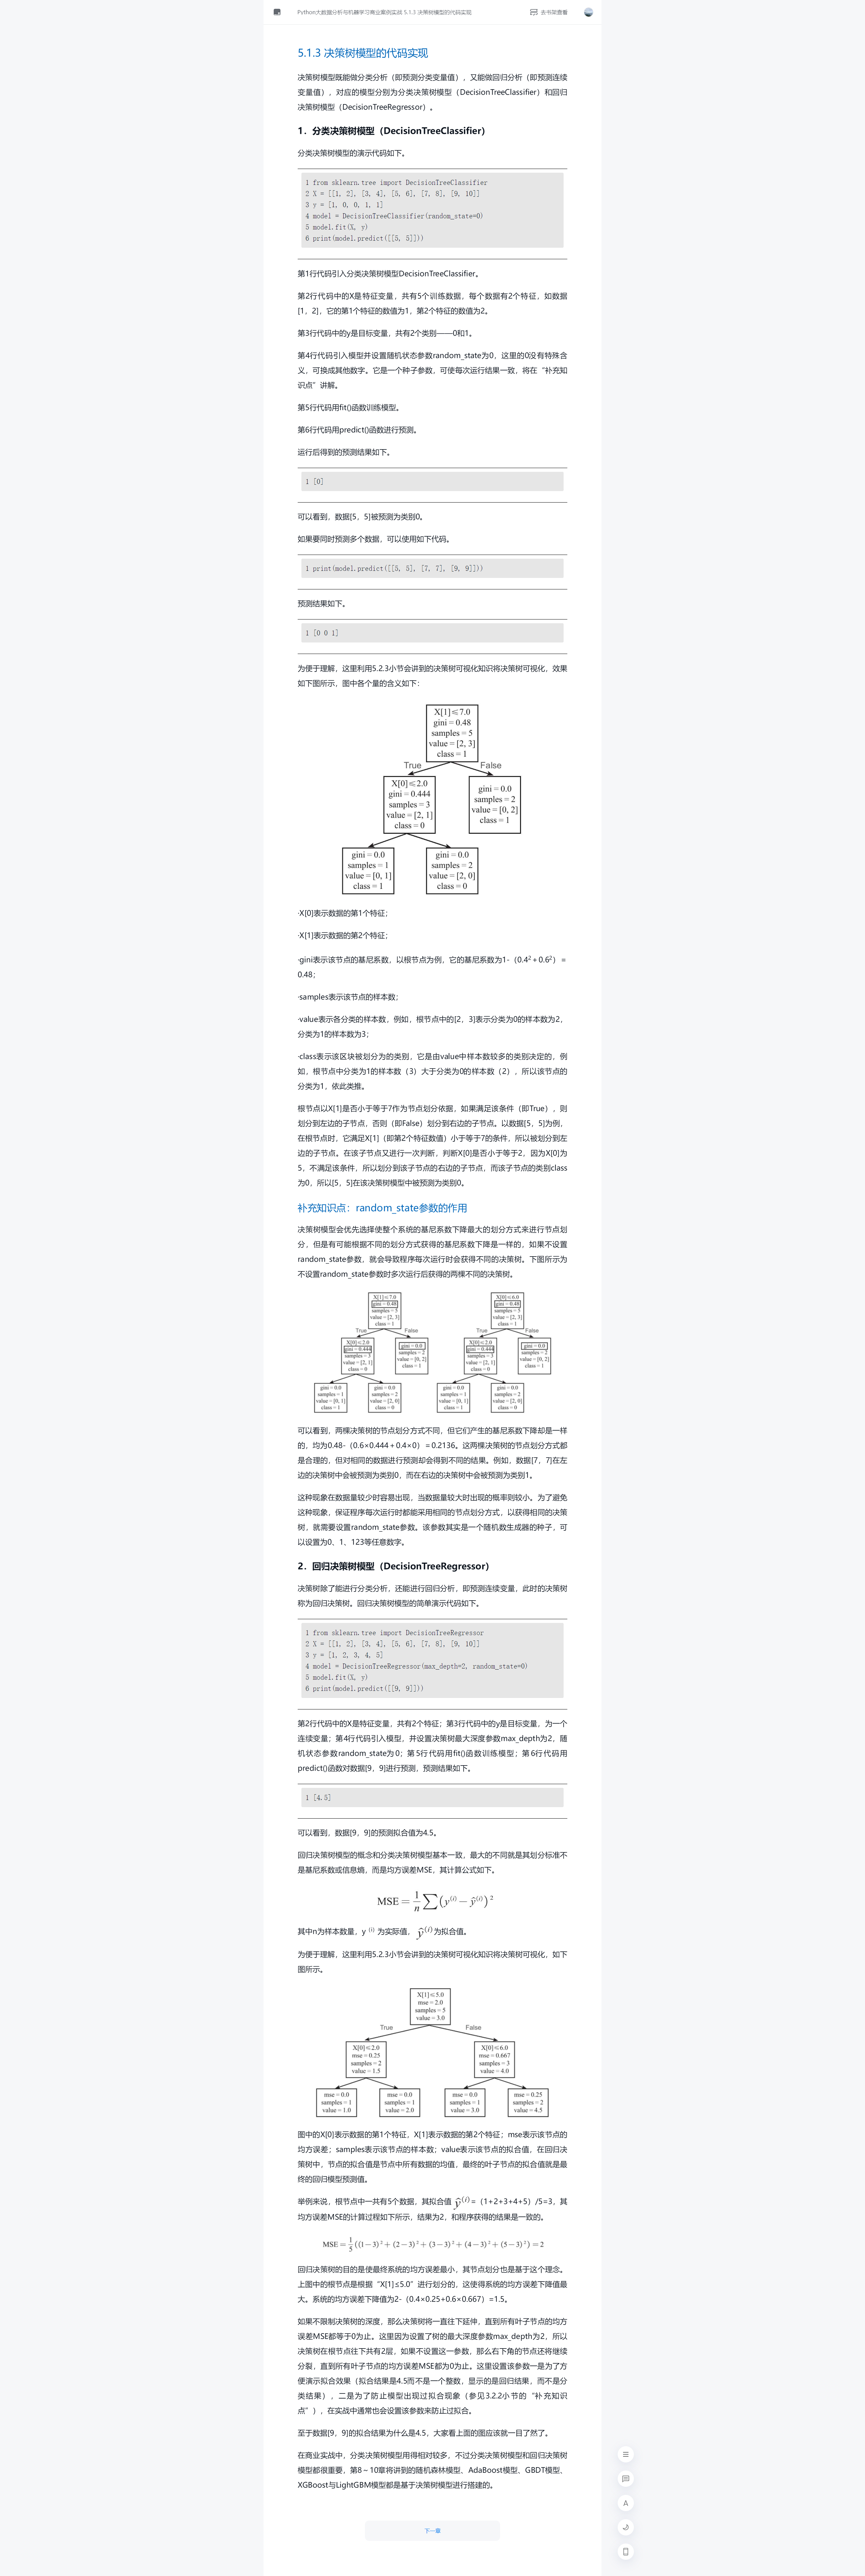 Python大数据分析与机器学习商业案例实战 5.1.3 决策树模型的代码实现
去书架查看
5.1.3 决策树模型的代码实现
决策树模型既能做分类分析（即预测分类变量值），又能做回归分析（即预测连续
变量值），对应的模型分别为分类决策树模型（DecisionTreeClassifier）和回归
决策树模型（DecisionTreeRegressor）。
1．分类决策树模型（DecisionTreeClassifier）
分类决策树模型的演示代码如下。
1 from sklearn.tree import DecisionTreeClassifier
2 X = [[1, 2], [3, 4], [5, 6], [7, 8], [9, 10]]
3 y = [1, 0, 0, 1, 1]
4 model = DecisionTreeClassifier(random_state=0)
5 model.fit(X, y)
6 print(model.predict([[5, 5]]))
第1行代码引入分类决策树模型DecisionTreeClassifier。
第2行代码中的X是特征变量，共有5个训练数据，每个数据有2个特征，如数据
[1，2]，它的第1个特征的数值为1，第2个特征的数值为2。
第3行代码中的y是目标变量，共有2个类别——0和1。
第4行代码引入模型并设置随机状态参数random_state为0，这里的0没有特殊含
义，可换成其他数字。它是一个种子参数，可使每次运行结果一致，将在“补充知
识点”讲解。
第5行代码用fit()函数训练模型。
第6行代码用predict()函数进行预测。
运行后得到的预测结果如下。
1 [0]
可以看到，数据[5，5]被预测为类别0。
如果要同时预测多个数据，可以使用如下代码。
1 print(model.predict([[5, 5], [7, 7], [9, 9]]))
预测结果如下。
1 [0 0 1]
为便于理解，这里利用5.2.3小节会讲到的决策树可视化知识将决策树可视化，效果
如下图所示，图中各个量的含义如下：
X[1]≤7.0
gini = 0.48
samples = 5
value = [2, 3]
class = 1
True
False
X[0]≤2.0
gini = 0.444
samples = 3
value = [2, 1]
class = 0
gini = 0.0
samples = 2
value = [0, 2]
class = 1
gini = 0.0
samples = 1
value = [0, 1]
class = 1
gini = 0.0
samples = 2
value = [2, 0]
class = 0
·X[0]表示数据的第1个特征；
·X[1]表示数据的第2个特征；
·gini表示该节点的基尼系数，以根节点为例，它的基尼系数为1-（0.4²＋0.6²）＝
0.48；
·samples表示该节点的样本数；
·value表示各分类的样本数，例如，根节点中的[2，3]表示分类为0的样本数为2，
分类为1的样本数为3；
·class表示该区块被划分为的类别，它是由value中样本数较多的类别决定的，例
如，根节点中分类为1的样本数（3）大于分类为0的样本数（2），所以该节点的
分类为1，依此类推。
根节点以X[1]是否小于等于7作为节点划分依据，如果满足该条件（即True），则
划分到左边的子节点，否则（即False）划分到右边的子节点。以数据[5，5]为例，
在根节点时，它满足X[1]（即第2个特征数值）小于等于7的条件，所以被划分到左
边的子节点。在该子节点又进行一次判断，判断X[0]是否小于等于2，因为X[0]为
5，不满足该条件，所以划分到该子节点的右边的子节点，而该子节点的类别class
为0，所以[5，5]在该决策树模型中被预测为类别0。
补充知识点：random_state参数的作用
决策树模型会优先选择使整个系统的基尼系数下降最大的划分方式来进行节点划
分，但是有可能根据不同的划分方式获得的基尼系数下降是一样的，如果不设置
random_state参数，就会导致程序每次运行时会获得不同的决策树。下图所示为
不设置random_state参数时多次运行后获得的两棵不同的决策树。
X[1]≤7.0
gini = 0.48
samples = 5
value = [2, 3]
class = 1
True
False
X[0]≤2.0
gini = 0.444
samples = 3
value = [2, 1]
class = 0
gini = 0.0
samples = 2
value = [0, 2]
class = 1
gini = 0.0
samples = 1
value = [0, 1]
class = 1
gini = 0.0
samples = 2
value = [2, 0]
class = 0
X[0]≤6.0
gini = 0.48
samples = 5
value = [2, 3]
class = 1
True
False
X[0]≤2.0
gini = 0.444
samples = 3
value = [2, 1]
class = 0
gini = 0.0
samples = 2
value = [0, 2]
class = 1
gini = 0.0
samples = 1
value = [0, 1]
class = 1
gini = 0.0
samples = 2
value = [2, 0]
class = 0
可以看到，两棵决策树的节点划分方式不同，但它们产生的基尼系数下降却是一样
的，均为0.48-（0.6×0.444＋0.4×0）＝0.2136。这两棵决策树的节点划分方式都
是合理的，但对相同的数据进行预测却会得到不同的结果。例如，数据[7，7]在左
边的决策树中会被预测为类别0，而在右边的决策树中会被预测为类别1。
这种现象在数据量较少时容易出现，当数据量较大时出现的概率则较小。为了避免
这种现象，保证程序每次运行时都能采用相同的节点划分方式，以获得相同的决策
树，就需要设置random_state参数。该参数其实是一个随机数生成器的种子，可
以设置为0、1、123等任意数字。
2．回归决策树模型（DecisionTreeRegressor）
决策树除了能进行分类分析，还能进行回归分析，即预测连续变量，此时的决策树
称为回归决策树。回归决策树模型的简单演示代码如下。
1 from sklearn.tree import DecisionTreeRegressor
2 X = [[1, 2], [3, 4], [5, 6], [7, 8], [9, 10]]
3 y = [1, 2, 3, 4, 5]
4 model = DecisionTreeRegressor(max_depth=2, random_state=0)
5 model.fit(X, y)
6 print(model.predict([[9, 9]]))
第2行代码中的X是特征变量，共有2个特征；第3行代码中的y是目标变量，为一个
连续变量；第4行代码引入模型，并设置决策树最大深度参数max_depth为2，随
机状态参数random_state为0；第5行代码用fit()函数训练模型；第6行代码用
predict()函数对数据[9，9]进行预测，预测结果如下。
1 [4.5]
可以看到，数据[9，9]的预测拟合值为4.5。
回归决策树模型的概念和分类决策树模型基本一致，最大的不同就是其划分标准不
是基尼系数或信息熵，而是均方误差MSE，其计算公式如下。
MSE = 1/n ∑(y⁽ⁱ⁾ − ŷ⁽ⁱ⁾)²
其中n为样本数量，y ⁽ⁱ⁾ 为实际值， ŷ⁽ⁱ⁾为拟合值。
为便于理解，这里利用5.2.3小节会讲到的决策树可视化知识将决策树可视化，如下
图所示。
X[1]≤5.0
mse = 2.0
samples = 5
value = 3.0
True
False
X[0]≤2.0
mse = 0.25
samples = 2
value = 1.5
X[0]≤6.0
mse = 0.667
samples = 3
value = 4.0
mse = 0.0
samples = 1
value = 1.0
mse = 0.0
samples = 1
value = 2.0
mse = 0.0
samples = 1
value = 3.0
mse = 0.25
samples = 2
value = 4.5
图中的X[0]表示数据的第1个特征，X[1]表示数据的第2个特征；mse表示该节点的
均方误差；samples表示该节点的样本数；value表示该节点的拟合值，在回归决
策树中，节点的拟合值是节点中所有数据的均值，最终的叶子节点的拟合值就是最
终的回归模型预测值。
举例来说，根节点中一共有5个数据，其拟合值 ŷ⁽ⁱ⁾＝（1+2+3+4+5）/5=3，其
均方误差MSE的计算过程如下所示，结果为2，和程序获得的结果是一致的。
MSE = 1/5 ((1−3)² + (2−3)² + (3−3)² + (4−3)² + (5−3)²) = 2
回归决策树的目的是使最终系统的均方误差最小，其节点划分也是基于这个理念。
上图中的根节点是根据“X[1]≤5.0”进行划分的，这使得系统的均方误差下降值最
大。系统的均方误差下降值为2-（0.4×0.25+0.6×0.667）=1.5。
如果不限制决策树的深度，那么决策树将一直往下延伸，直到所有叶子节点的均方
误差MSE都等于0为止。这里因为设置了树的最大深度参数max_depth为2，所以
决策树在根节点往下共有2层，如果不设置这一参数，那么右下角的节点还将继续
分裂，直到所有叶子节点的均方误差MSE都为0为止。这里设置该参数一是为了方
便演示拟合效果（拟合结果是4.5而不是一个整数，显示的是回归结果，而不是分
类结果），二是为了防止模型出现过拟合现象（参见3.2.2小节的“补充知识
点”），在实战中通常也会设置该参数来防止过拟合。
至于数据[9，9]的拟合结果为什么是4.5，大家看上面的图应该就一目了然了。
在商业实战中，分类决策树模型用得相对较多，不过分类决策树模型和回归决策树
模型都很重要，第8～10章将讲到的随机森林模型、AdaBoost模型、GBDT模型、
XGBoost与LightGBM模型都是基于决策树模型进行搭建的。
下一章